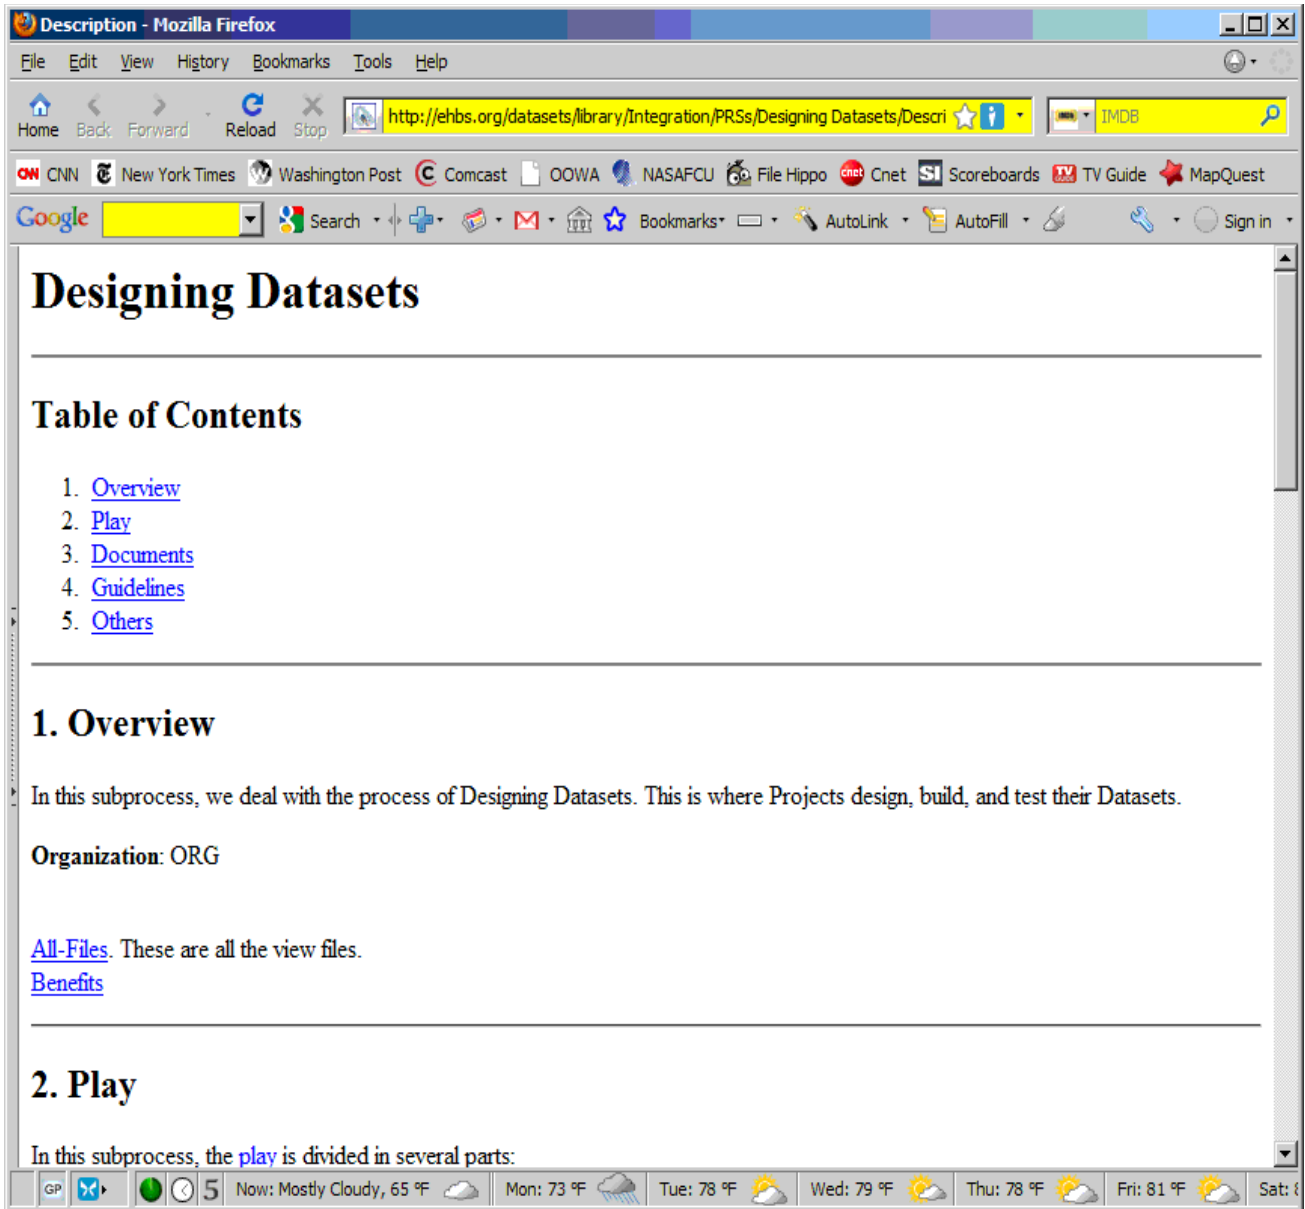 Description - Mozilla Firefox
File Edit View History Bookmarks Tools Help
Home Back Forward Reload Stop http://ehbs.org/datasets/library/Integration/PRSs/Designing Datasets/Descri IMDB
CNN New York Times Washington Post Comcast OOWA NASAFCU File Hippo cnet Cnet SI Scoreboards TV Guide MapQuest
Google Search Bookmarks AutoLink AutoFill Sign in
Designing Datasets
Table of Contents
1. Overview
2. Play
3. Documents
4. Guidelines
5. Others
1. Overview
In this subprocess, we deal with the process of Designing Datasets. This is where Projects design, build, and test their Datasets.
Organization: ORG
All-Files. These are all the view files.
Benefits
2. Play
In this subprocess, the play is divided in several parts:
GP 5 Now: Mostly Cloudy, 65 °F Mon: 73 °F Tue: 78 °F Wed: 79 °F Thu: 78 °F Fri: 81 °F Sat: